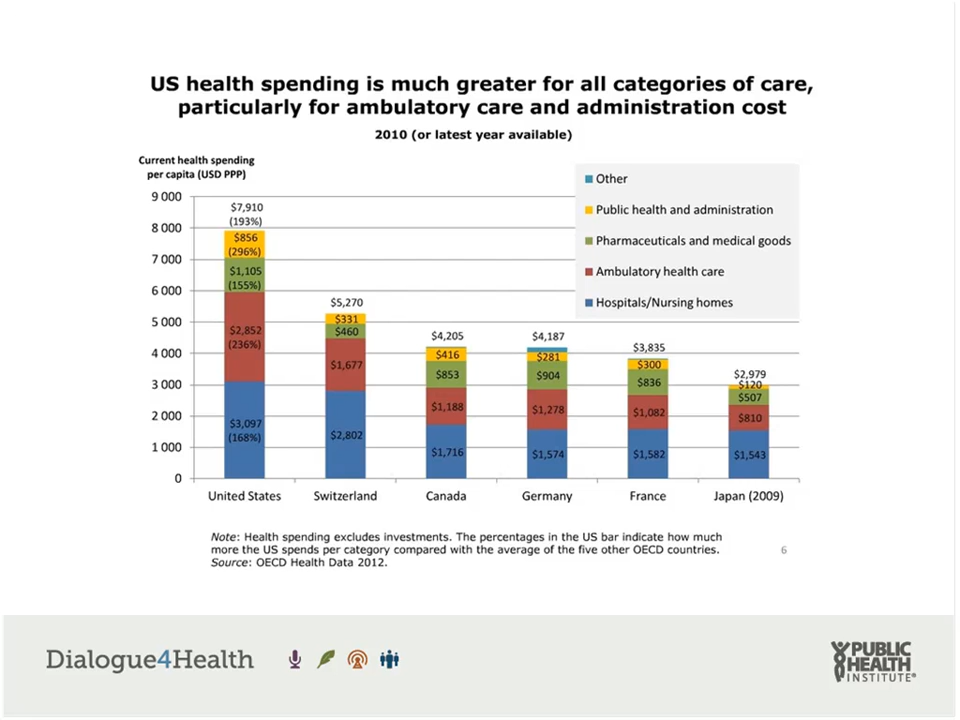 US health spending is much greater for all categories of care,
particularly for ambulatory care and administration cost
2010 (or latest year available)
Current health spending
per capita (USD PPP)
9 000
8 000
7 000
6 000
5 000
4 000
3 000
2 000
1 000
0
Other
Public health and administration
Pharmaceuticals and medical goods
Ambulatory health care
Hospitals/Nursing homes
$7,910
(193%)
$856
(296%)
$1,105
(155%)
$2,852
(236%)
$3,097
(168%)
$5,270
$331
$460
$1,677
$2,802
$4,205
$416
$853
$1,188
$1,716
$4,187
$281
$904
$1,278
$1,574
$3,835
$300
$836
$1,082
$1,582
$2,979
$120
$507
$810
$1,543
United States
Switzerland
Canada
Germany
France
Japan (2009)
Note: Health spending excludes investments. The percentages in the US bar indicate how much
more the US spends per category compared with the average of the five other OECD countries.
Source: OECD Health Data 2012.
6
Dialogue4Health
PUBLIC
HEALTH
INSTITUTE®